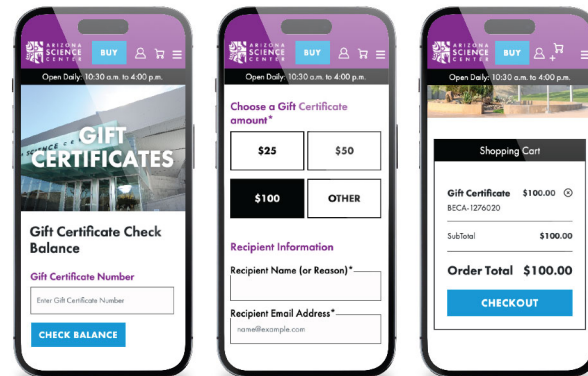 ARIZONA
SCIENCE
CENTER
BUY
Open Daily: 10:30 a.m. to 4:00 p.m.
SCIENCE CE
GIFT
CERTIFICATES
Gift Certificate Check
Balance
Gift Certificate Number
Enter Gift Certificate Number
CHECK BALANCE
ARIZONA
SCIENCE
CENTER
BUY
Open Daily: 10:30 a.m. to 4:00 p.m.
Choose a Gift Certificate
amount*
$25
$50
$100
OTHER
Recipient Information
Recipient Name (or Reason)*
Recipient Email Address*
name@example.com
ARIZONA
SCIENCE
CENTER
BUY
+
Open Daily: 10:30 a.m. to 4:00 p.m.
Shopping Cart
Gift Certificate $100.00
BECA-1276020
SubTotal $100.00
Order Total $100.00
CHECKOUT